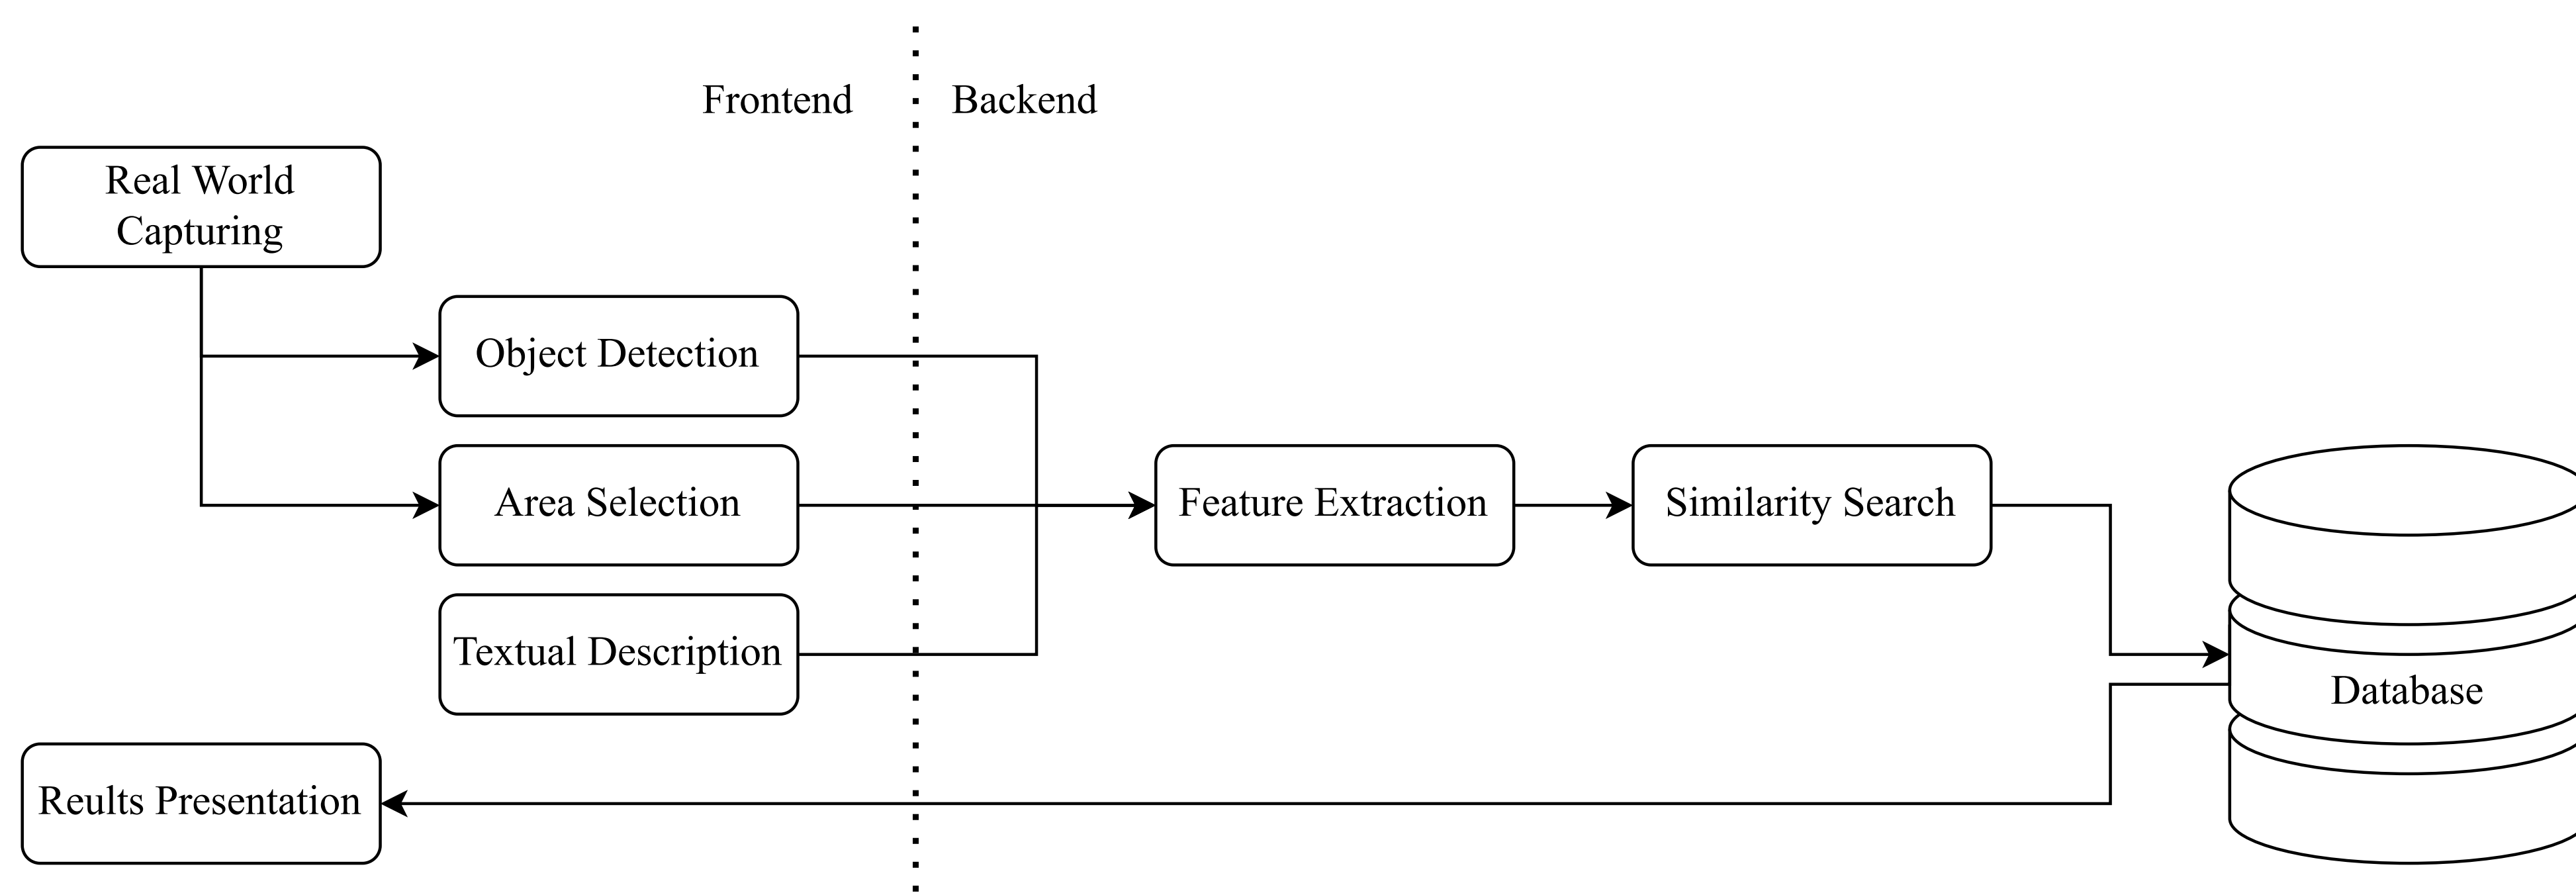 Frontend
Backend
Real World
Capturing
Object Detection
Area Selection
Feature Extraction
Similarity Search
Textual Description
Database
Reults Presentation